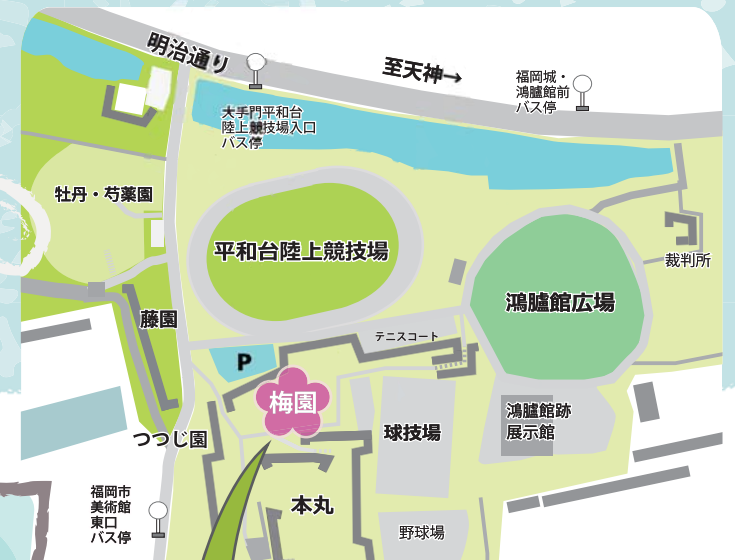 明治通り
至天神→
福岡城・
鴻臚館前
バス停
大手門平和台
陸上競技場入口
バス停
牡丹・芍薬園
平和台陸上競技場
裁判所
鴻臚館広場
藤園
テニスコート
P
梅園
鴻臚館跡
展示館
つつじ園
球技場
福岡市
美術館
東口
バス停
本丸
野球場